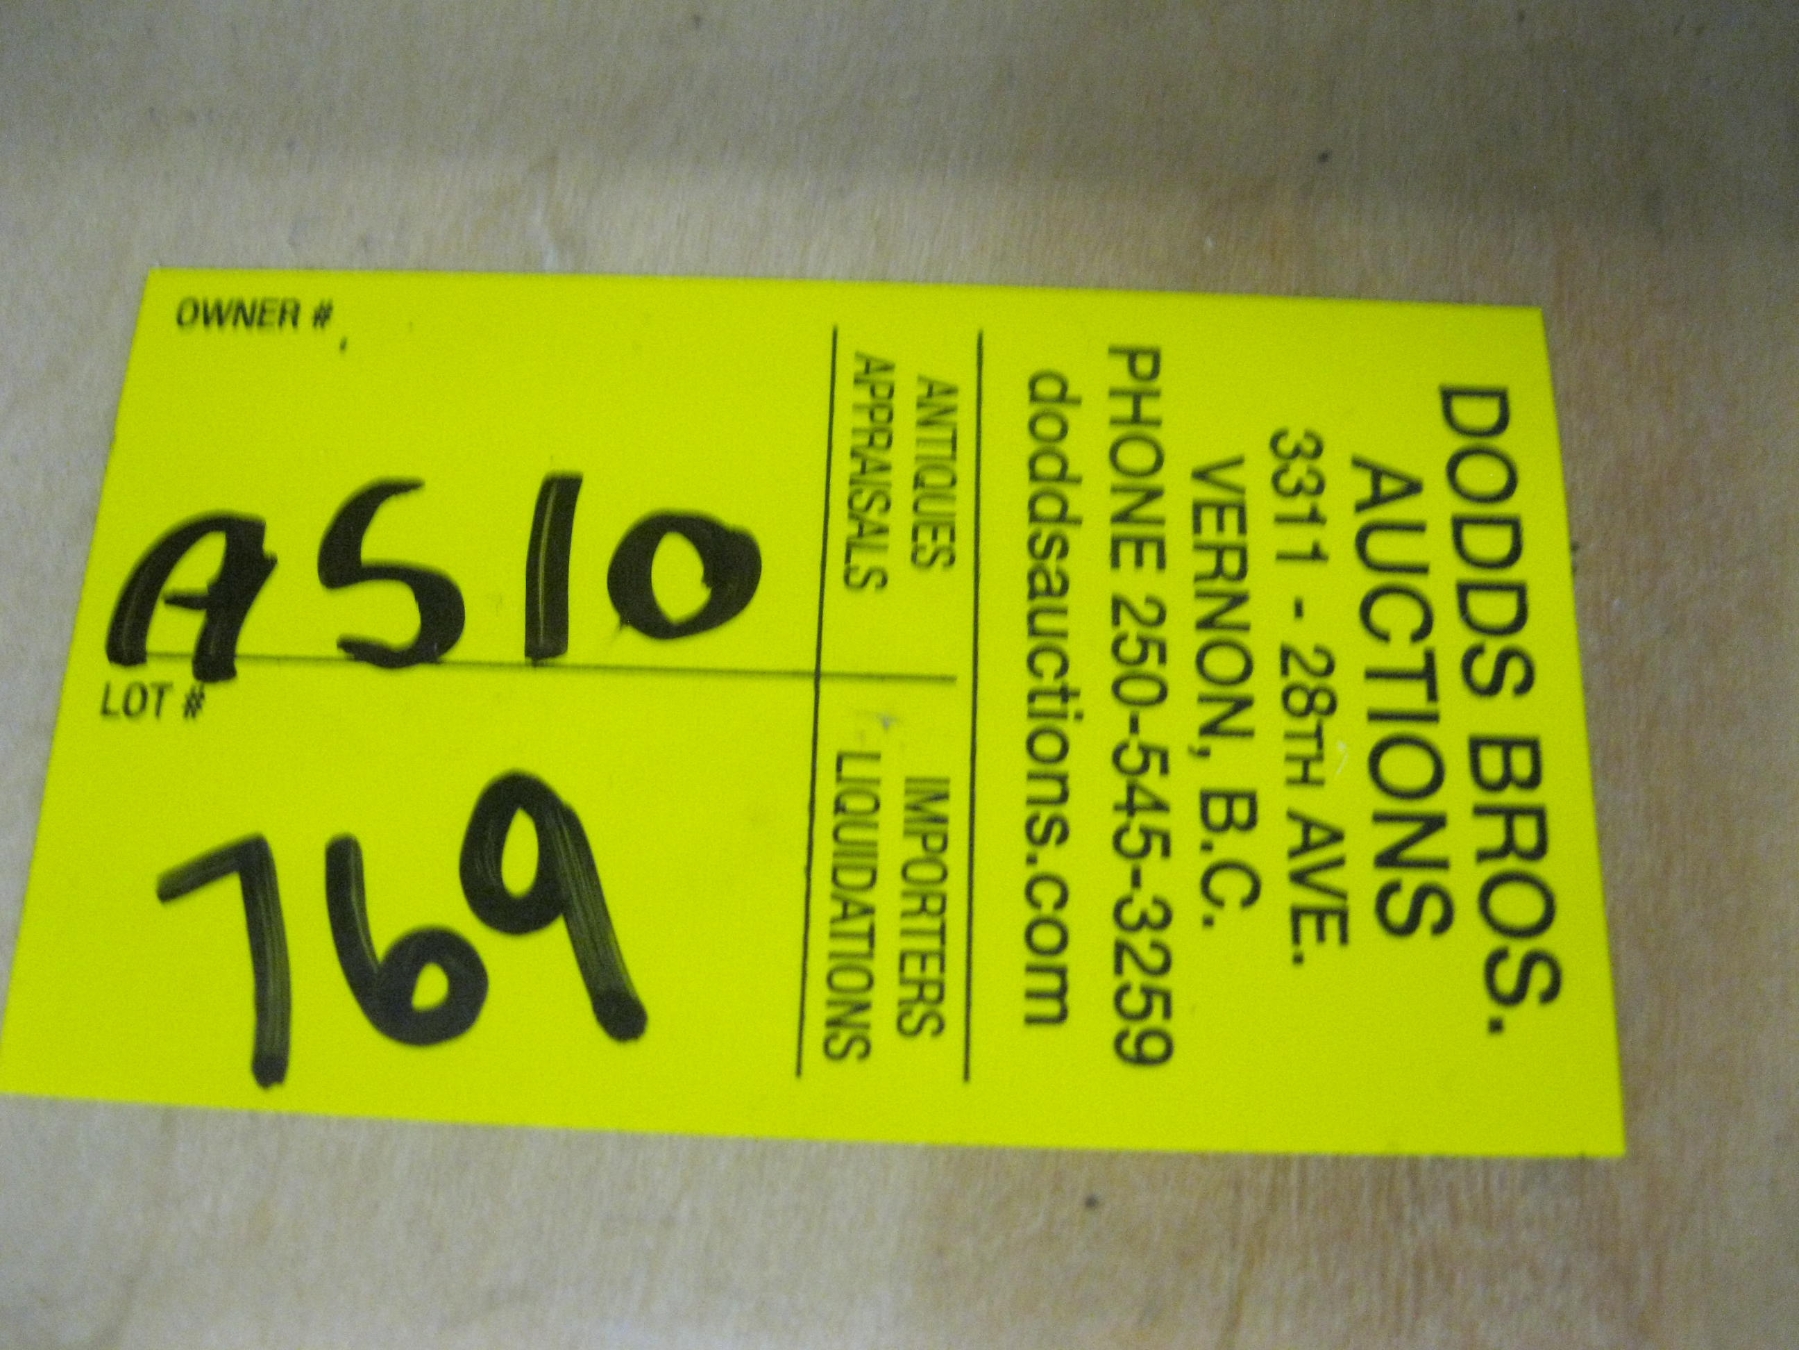 DODDS BROS.
AUCTIONS
3311 - 28TH AVE.
VERNON, B.C.
PHONE 250-545-3259
doddsauctions.com
ANTIQUES IMPORTERS
APPRAISALS LIQUIDATIONS
OWNER #
A510
LOT #
769